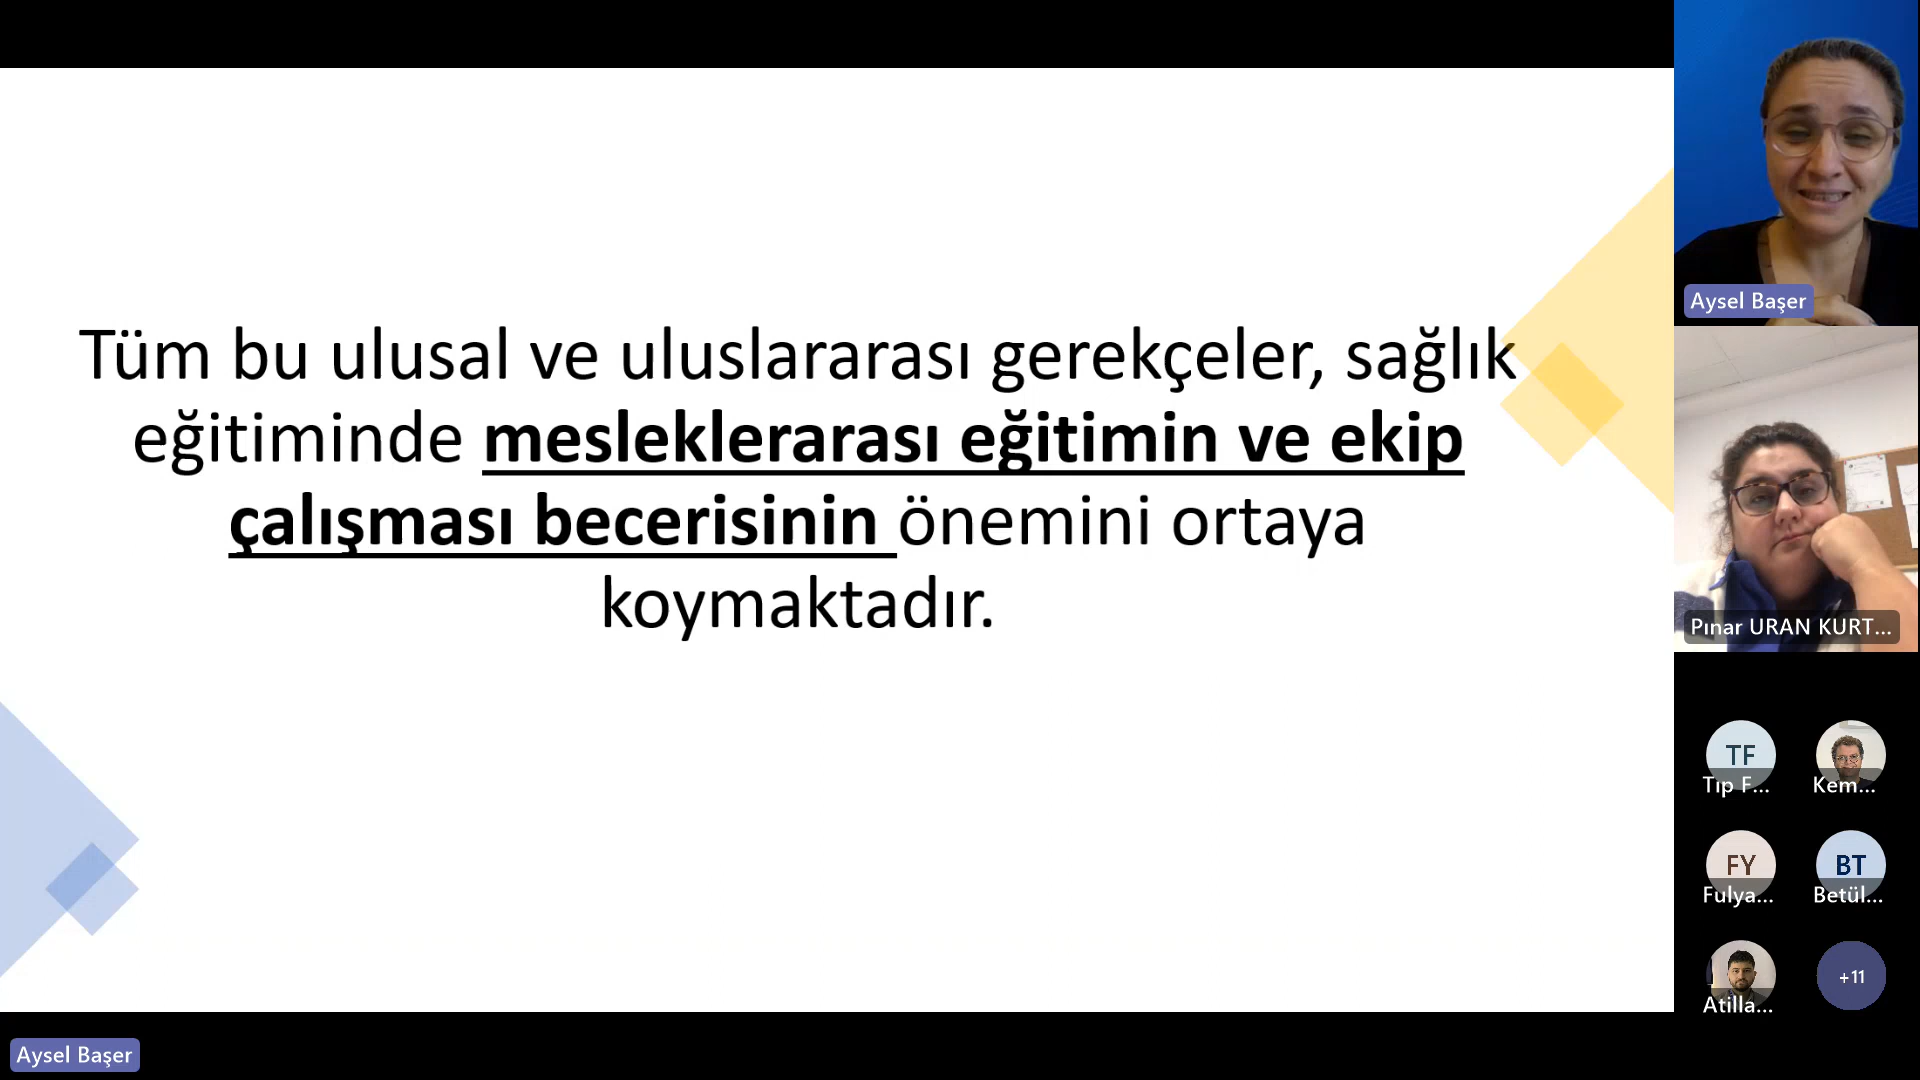 Tüm bu ulusal ve uluslararası gerekçeler, sağlık
eğitiminde mesleklerarası eğitimin ve ekip
çalışması becerisinin önemini ortaya
koymaktadır.
Aysel Başer
Pınar URAN KURT...
TF
Tıp F...
Kem...
FY
Fulya...
BT
Betül...
Atilla...
+11
Aysel Başer